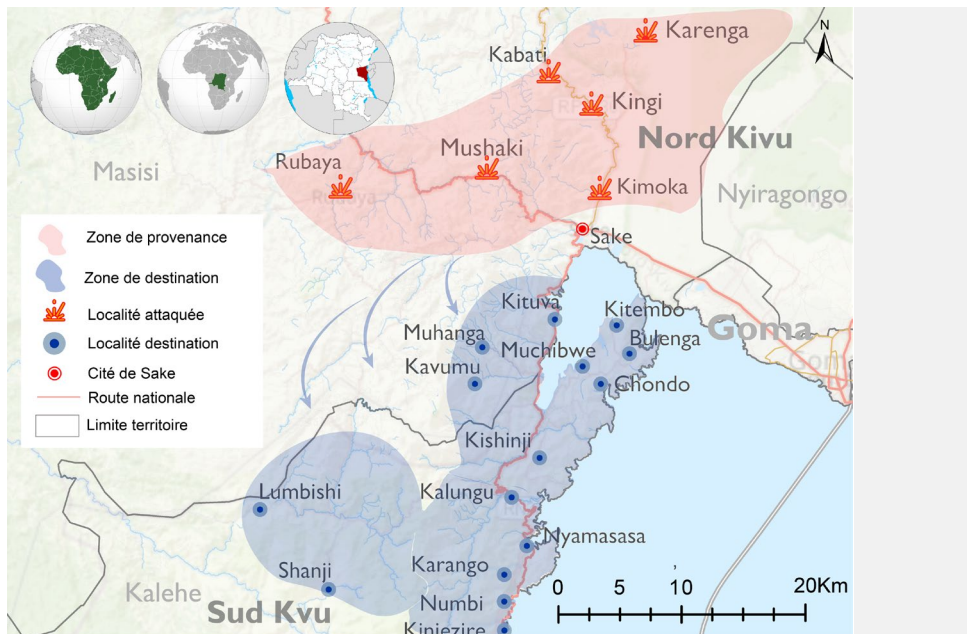 N
Karenga
Kabati
Kingi
Nord Kivu
Mushaki
Rubaya
Masisi
Kimoka
Nyiragongo
Sake
Zone de provenance
Zone de destination
Localité attaquée
Localité destination
Cité de Sake
Route nationale
Limite territoire
Kituva
Kitembo
Goma
Muhanga
Bulenga
Muchibwe
Kavumu
Chondo
Kishinji
Lumbishi
Kalungu
Nyamasasa
Karango
Shanji
Kalehe
Numbi
Sud Kvu
Kinjezire
0 5 10 20Km